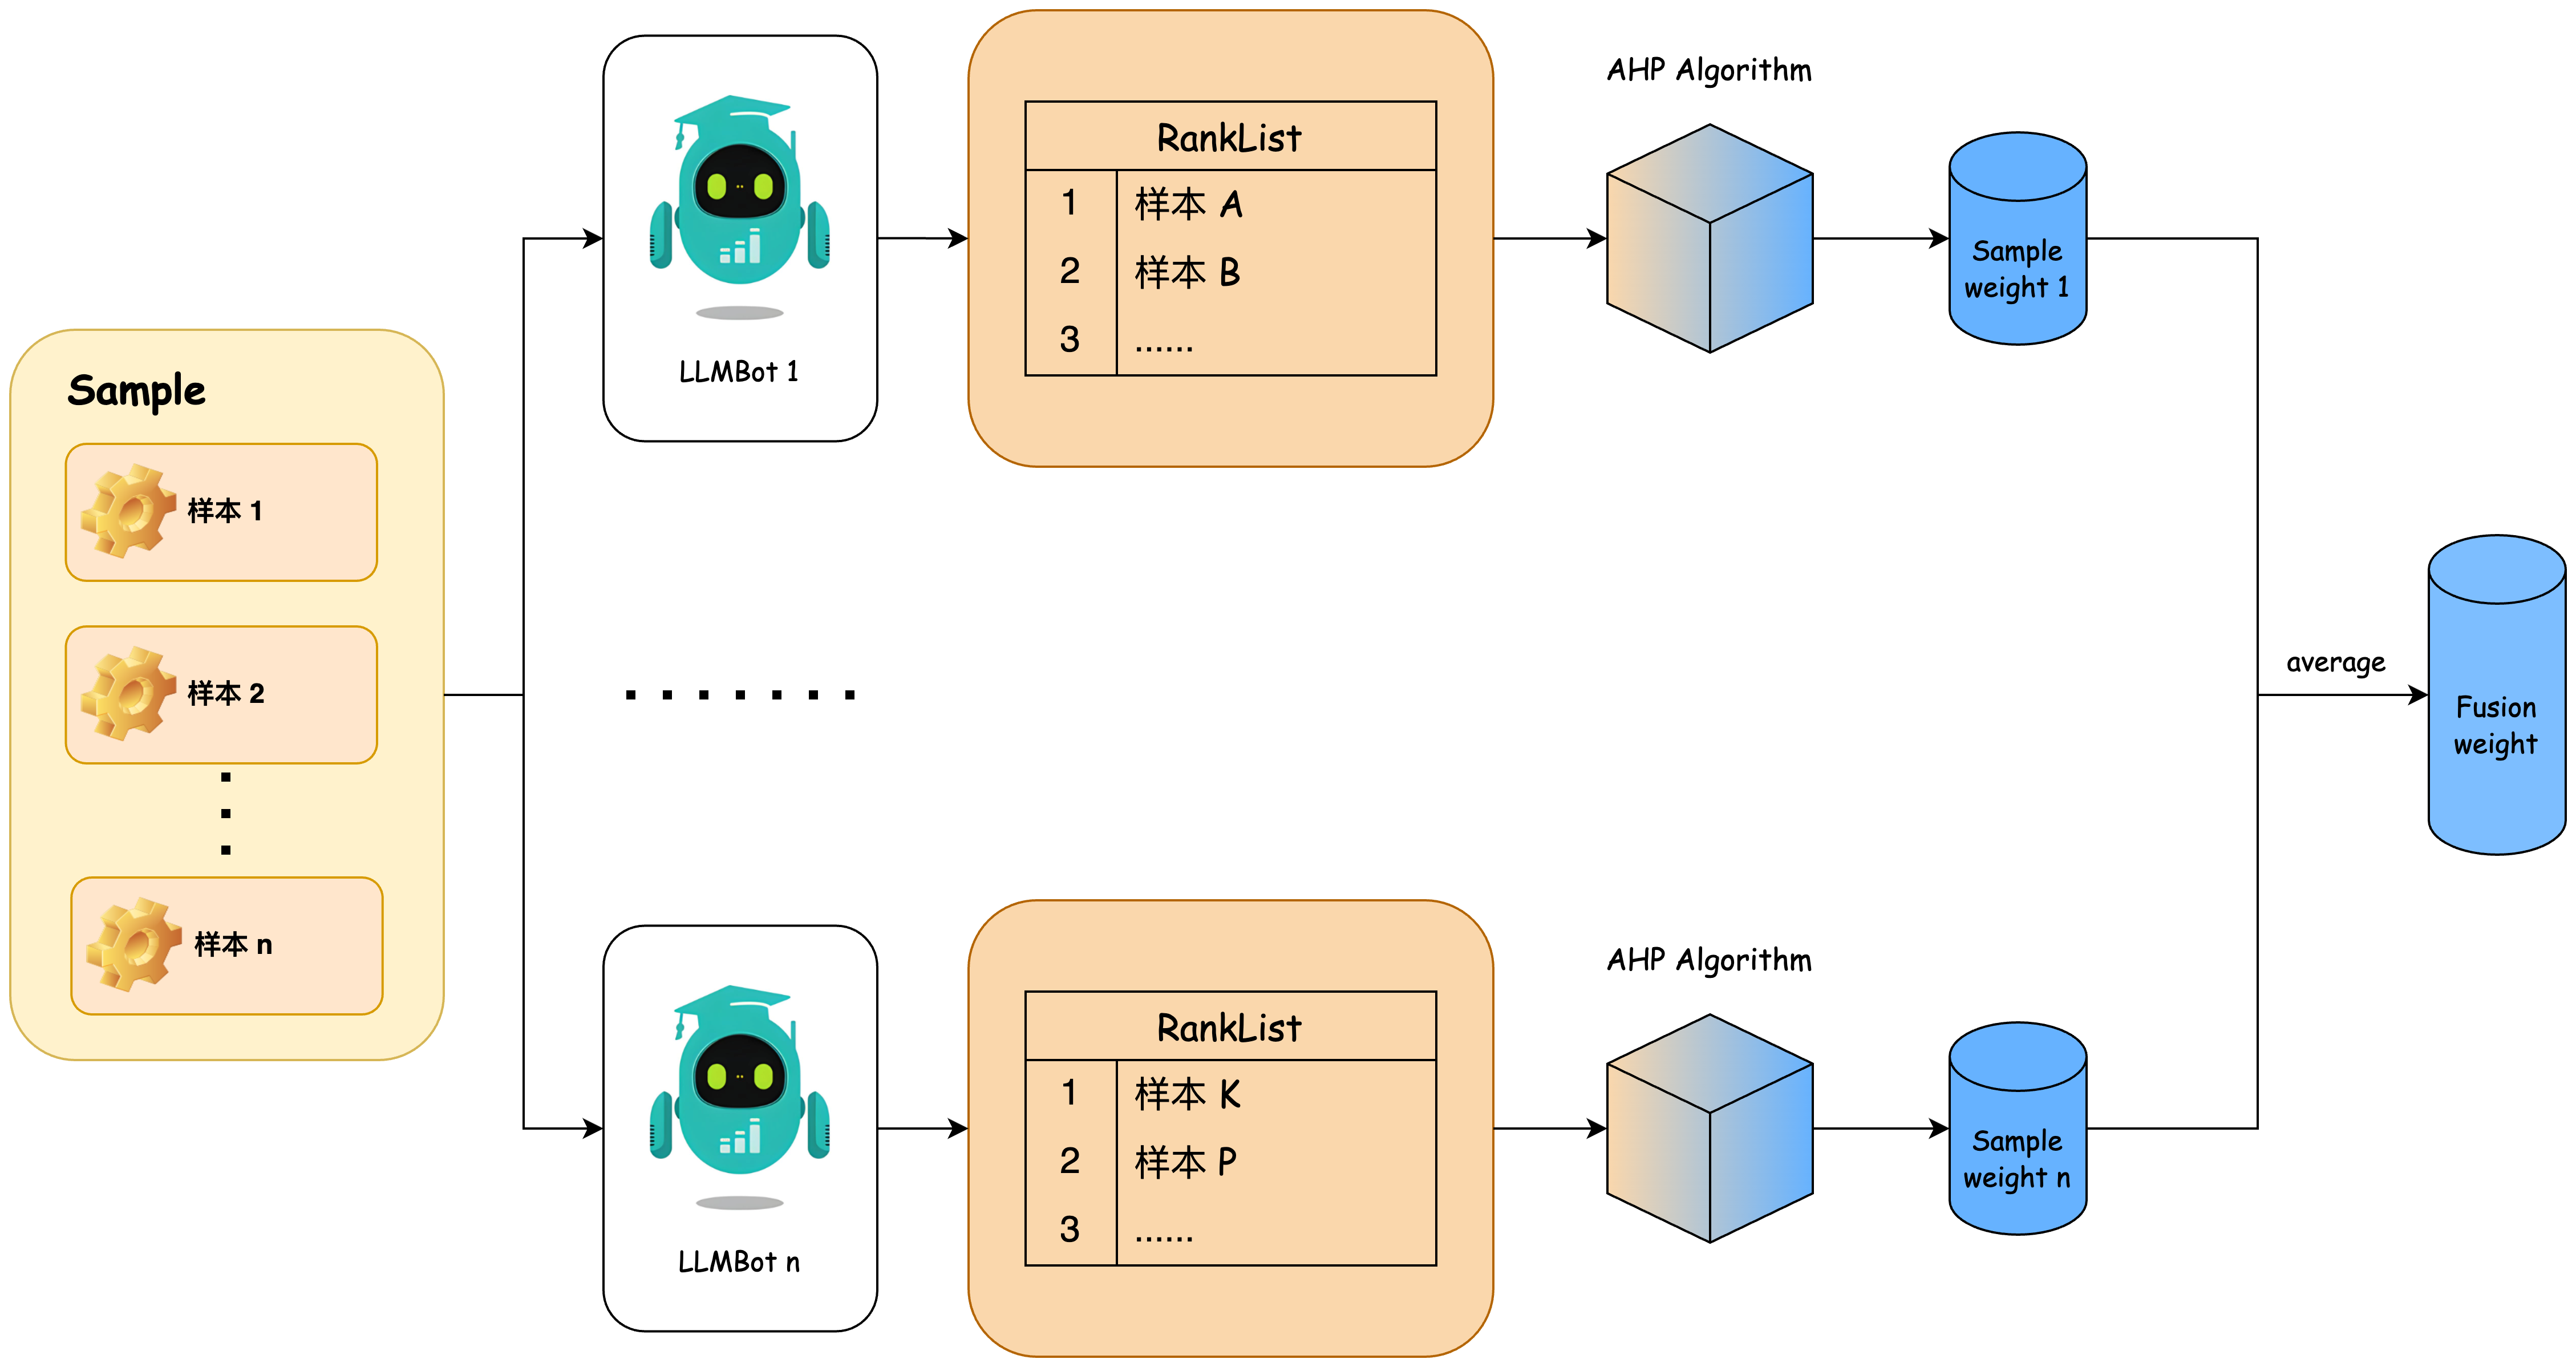 Sample
样本 1
样本 2
样本 n
LLMBot 1
RankList
1 样本 A
2 样本 B
3 ......
AHP Algorithm
Sample
weight 1
LLMBot n
RankList
1 样本 K
2 样本 P
3 ......
AHP Algorithm
Sample
weight n
average
Fusion
weight